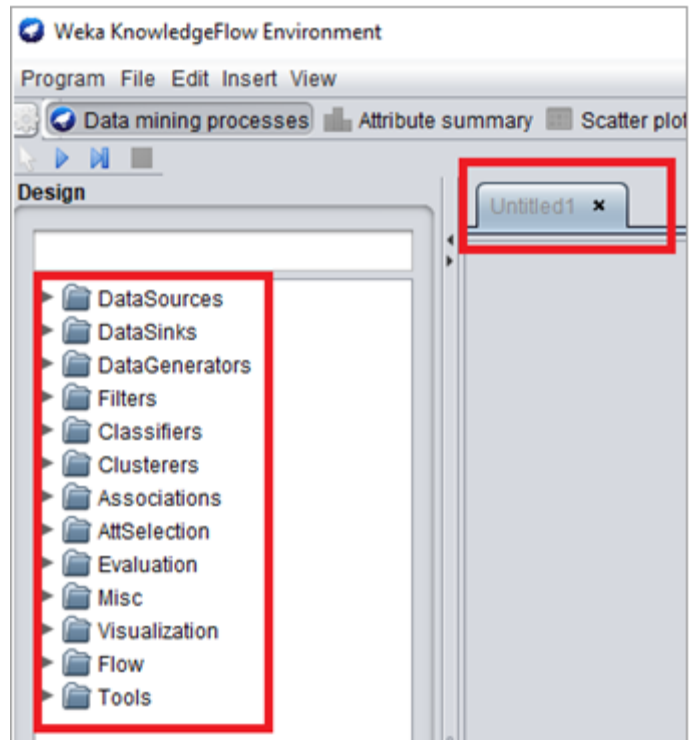 Weka KnowledgeFlow Environment
Program File Edit Insert View
Data mining processes Attribute summary Scatter plot
Design
Untitled1
DataSources
DataSinks
DataGenerators
Filters
Classifiers
Clusterers
Associations
AttSelection
Evaluation
Misc
Visualization
Flow
Tools